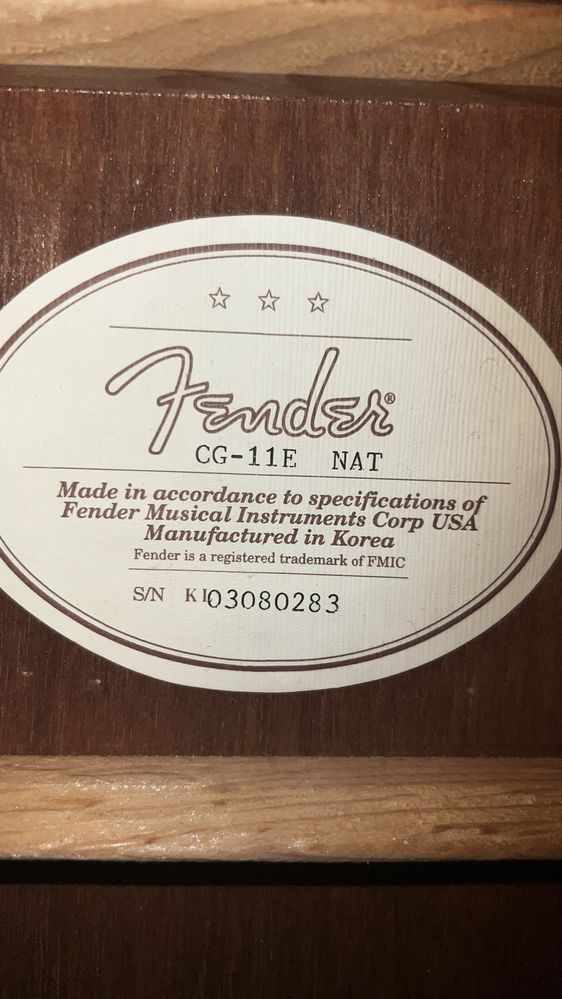 Fender®
CG-11E NAT
Made in accordance to specifications of
Fender Musical Instruments Corp USA
Manufactured in Korea
Fender is a registered trademark of FMIC
S/N KI03080283